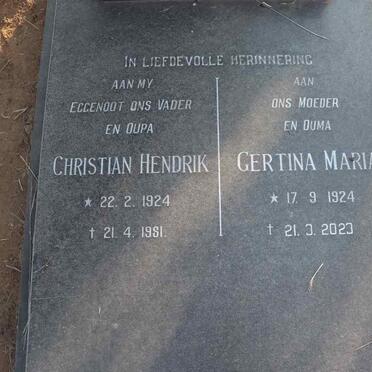 IN LIEFDEVOLLE HERINNERING
AAN MY
EGGENOOT ONS VADER
EN OUPA
CHRISTIAN HENDRIK
★ 22. 2. 1924
† 21. 4. 1981.
AAN
ONS MOEDER
EN OUMA
GERTINA MARIA
★ 17. 9 1924
† 21. 3. 2023